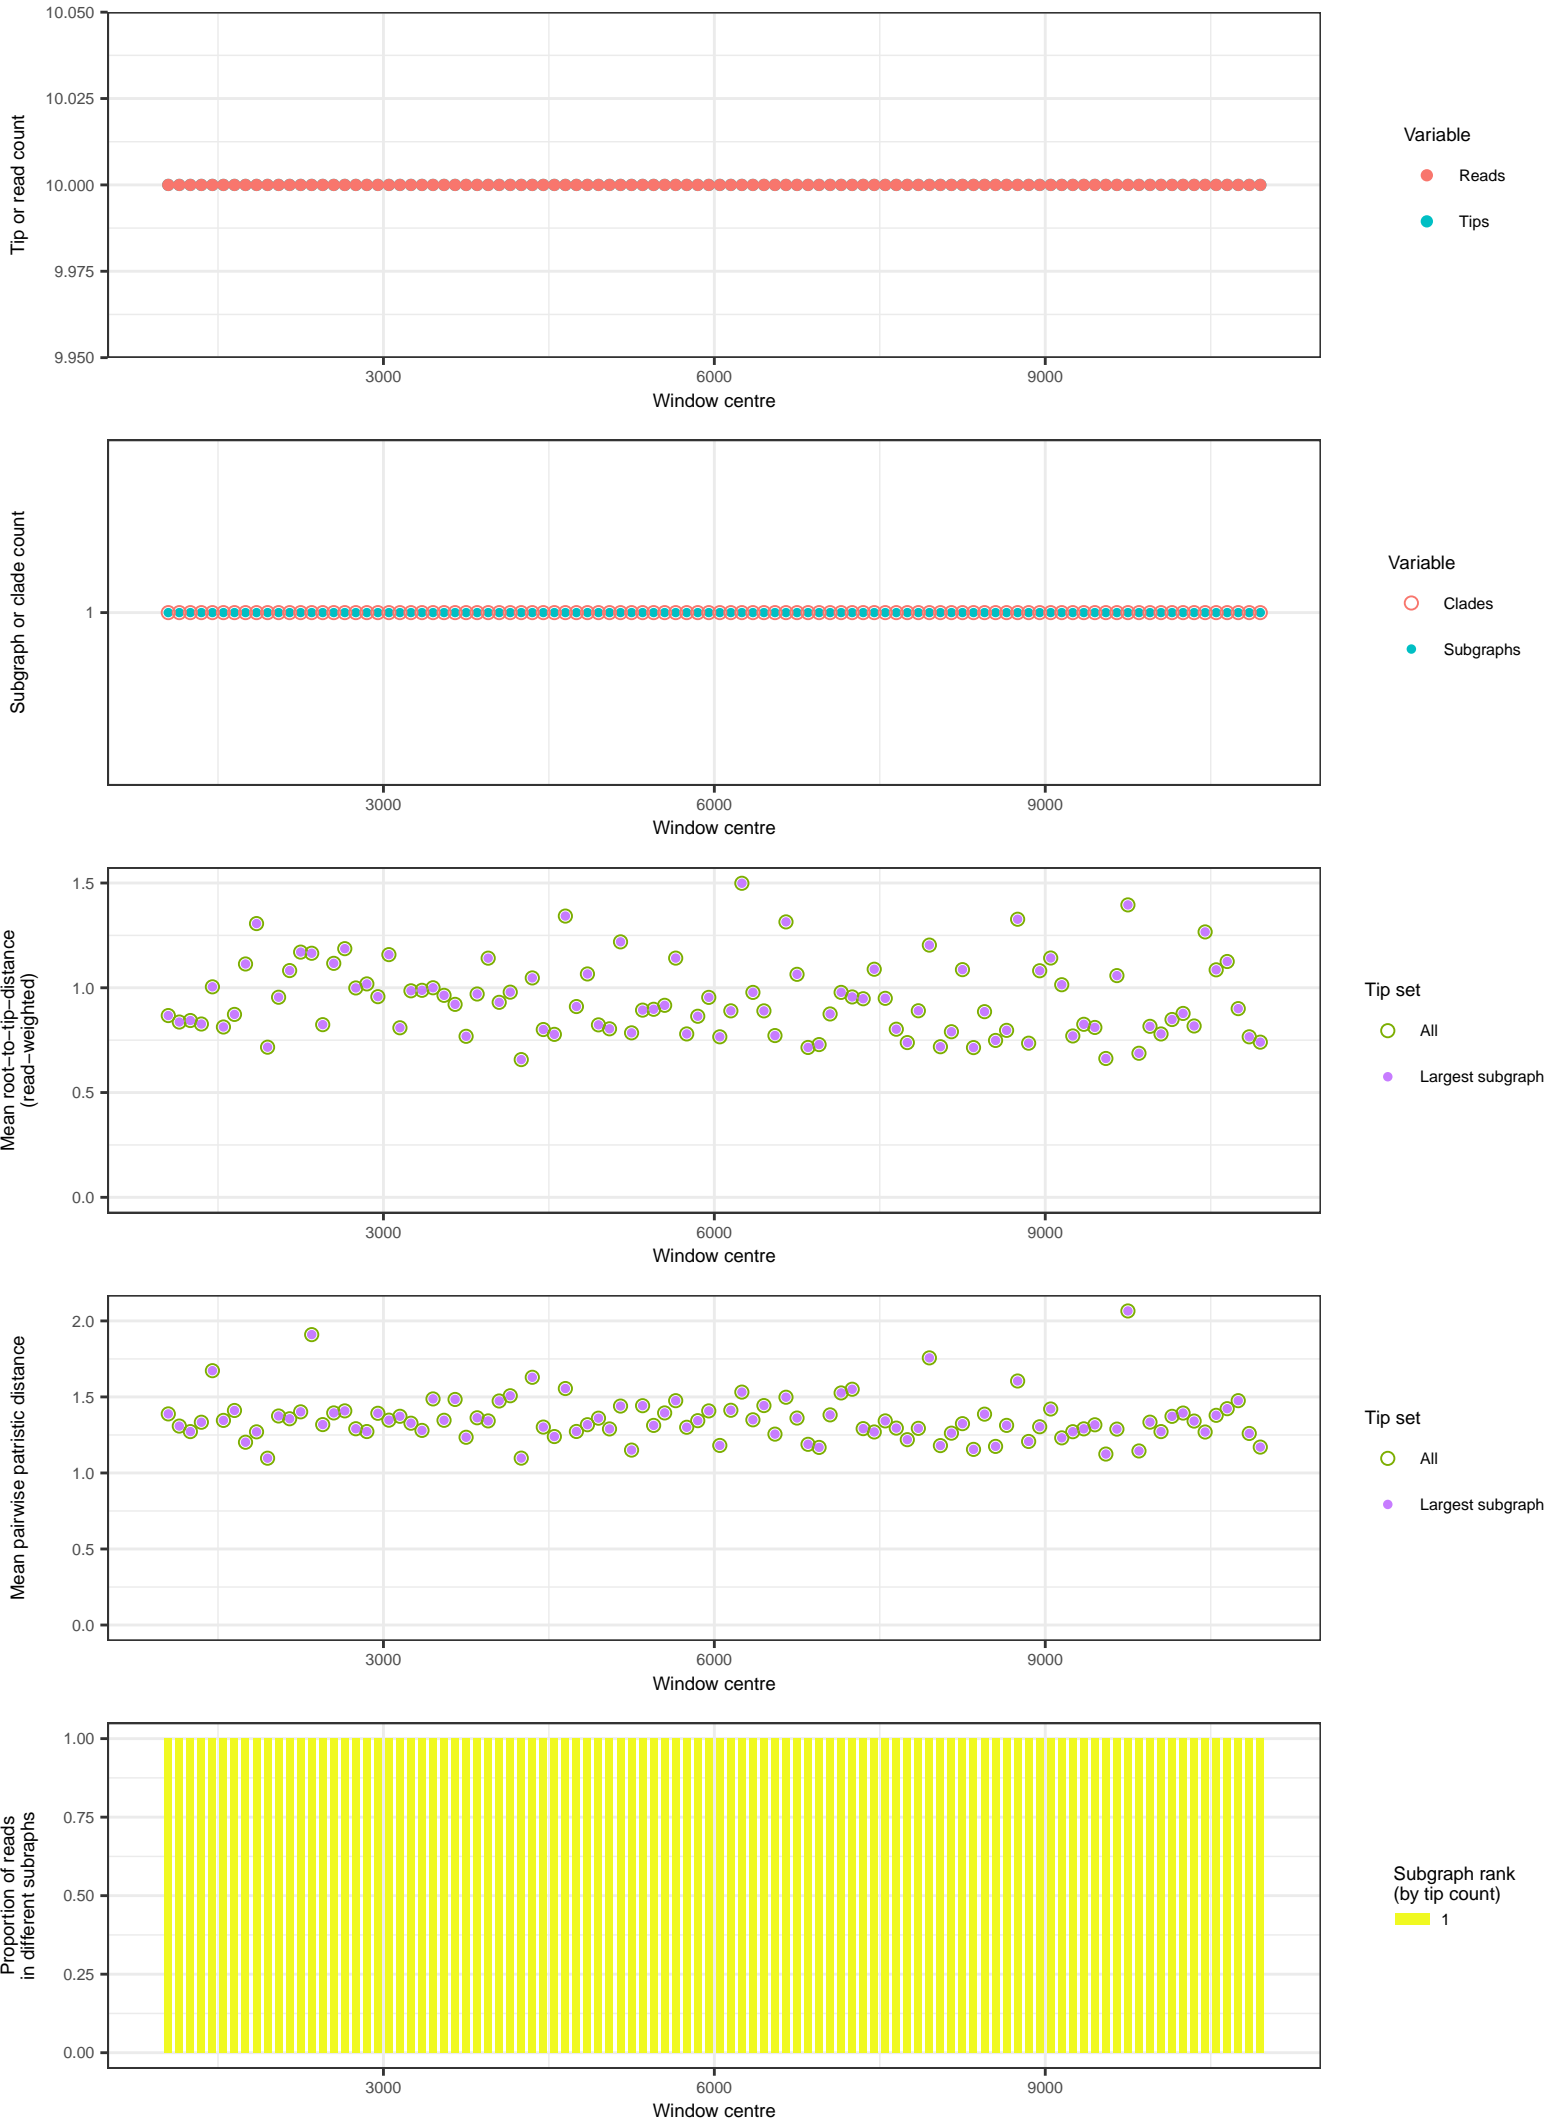 10.050
10.025
10.000
9.975
9.950
Tip or read count
3000
6000
9000
Window centre
Variable
Reads
Tips
1
Subgraph or clade count
3000
6000
9000
Window centre
Variable
Clades
Subgraphs
1.5
1.0
0.5
0.0
Mean root−to−tip−distance
(read−weighted)
3000
6000
9000
Window centre
Tip set
All
Largest subgraph
2.0
1.5
1.0
0.5
0.0
Mean pairwise patristic distance
3000
6000
9000
Window centre
Tip set
All
Largest subgraph
1.00
0.75
0.50
0.25
0.00
Proportion of reads
in different subraphs
3000
6000
9000
Window centre
Subgraph rank
(by tip count)
1